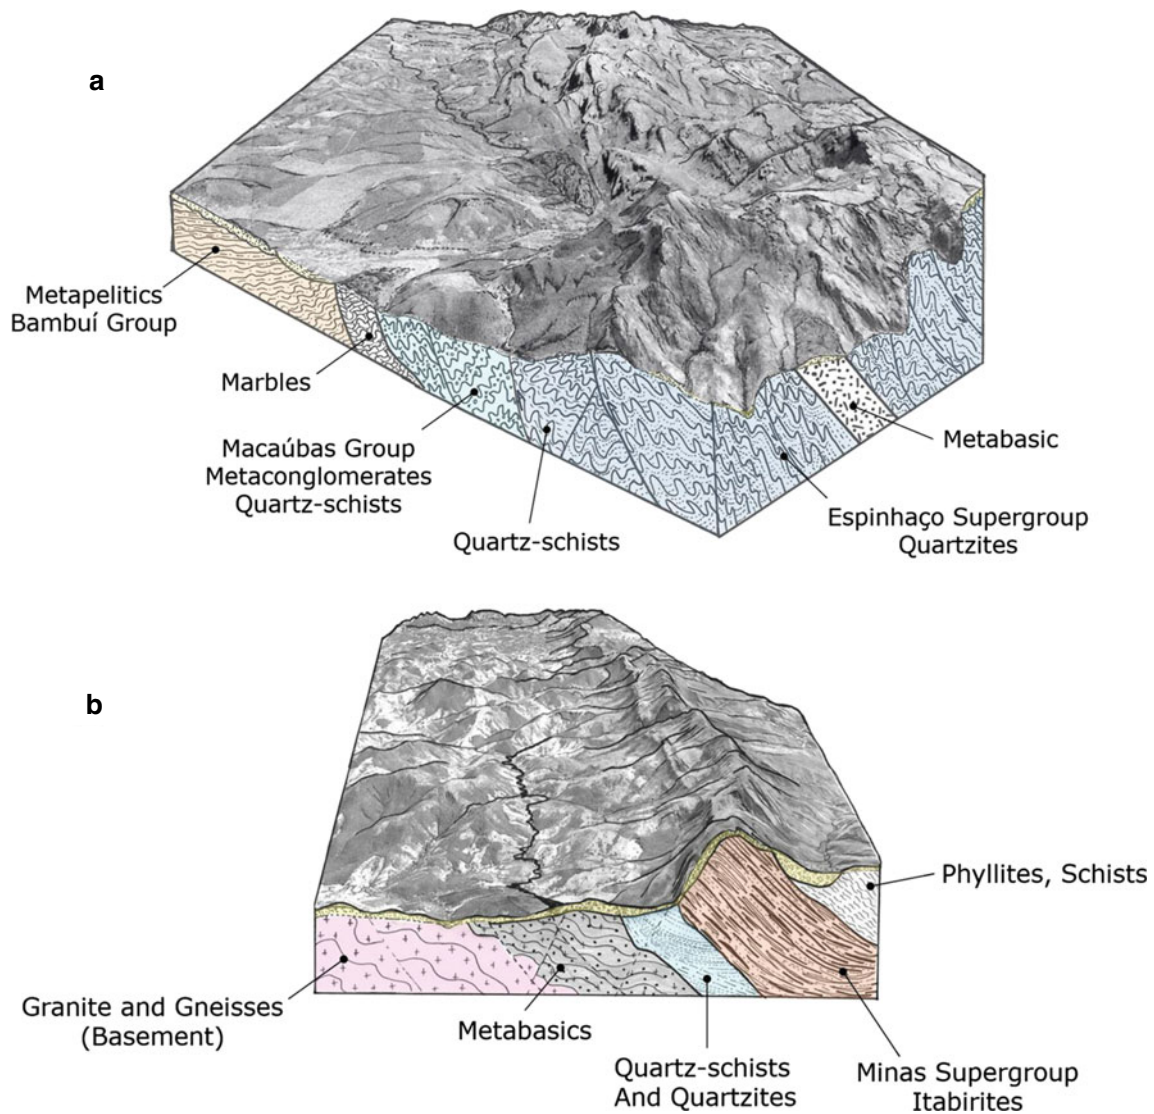 a
Metapelitics
Bambuí Group
Marbles
Macaúbas Group
Metaconglomerates
Quartz-schists
Quartz-schists
Metabasic
Espinhaço Supergroup
Quartzites
b
Phyllites, Schists
Granite and Gneisses
(Basement)
Metabasics
Quartz-schists
And Quartzites
Minas Supergroup
Itabirites